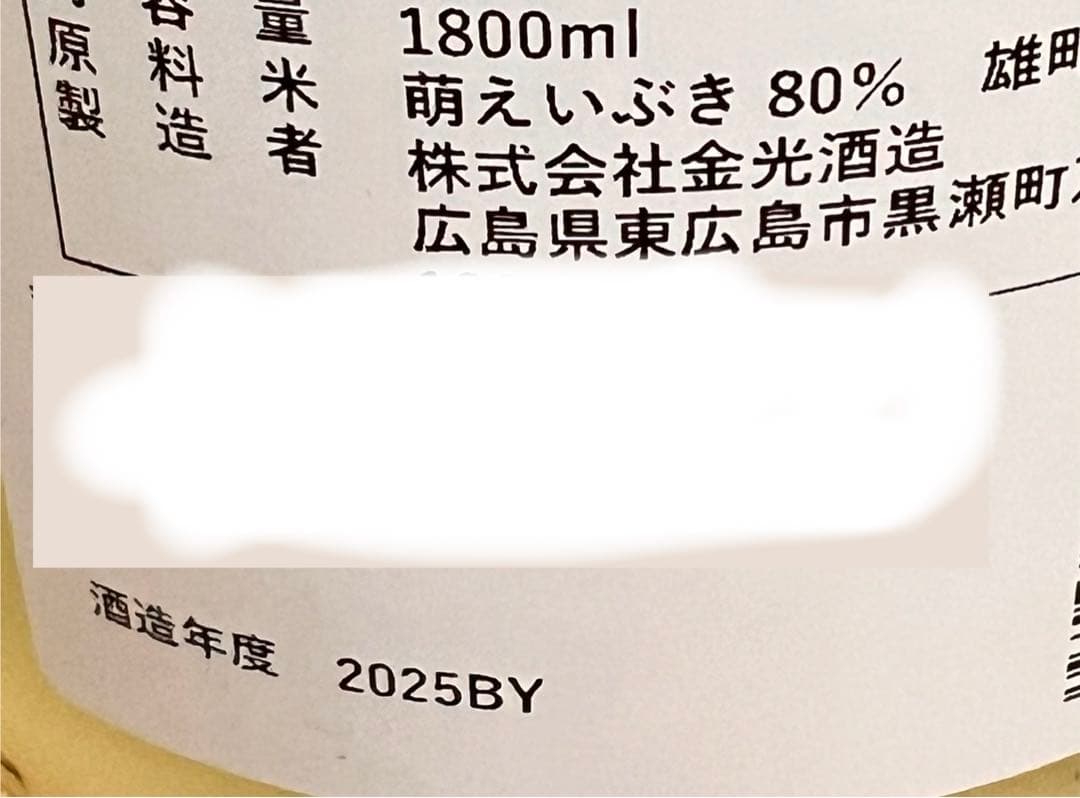 容量 1800ml
原料米 萌えいぶき 80% 雄町
製造者 株式会社金光酒造
広島県東広島市黒瀬町
酒造年度 2025BY